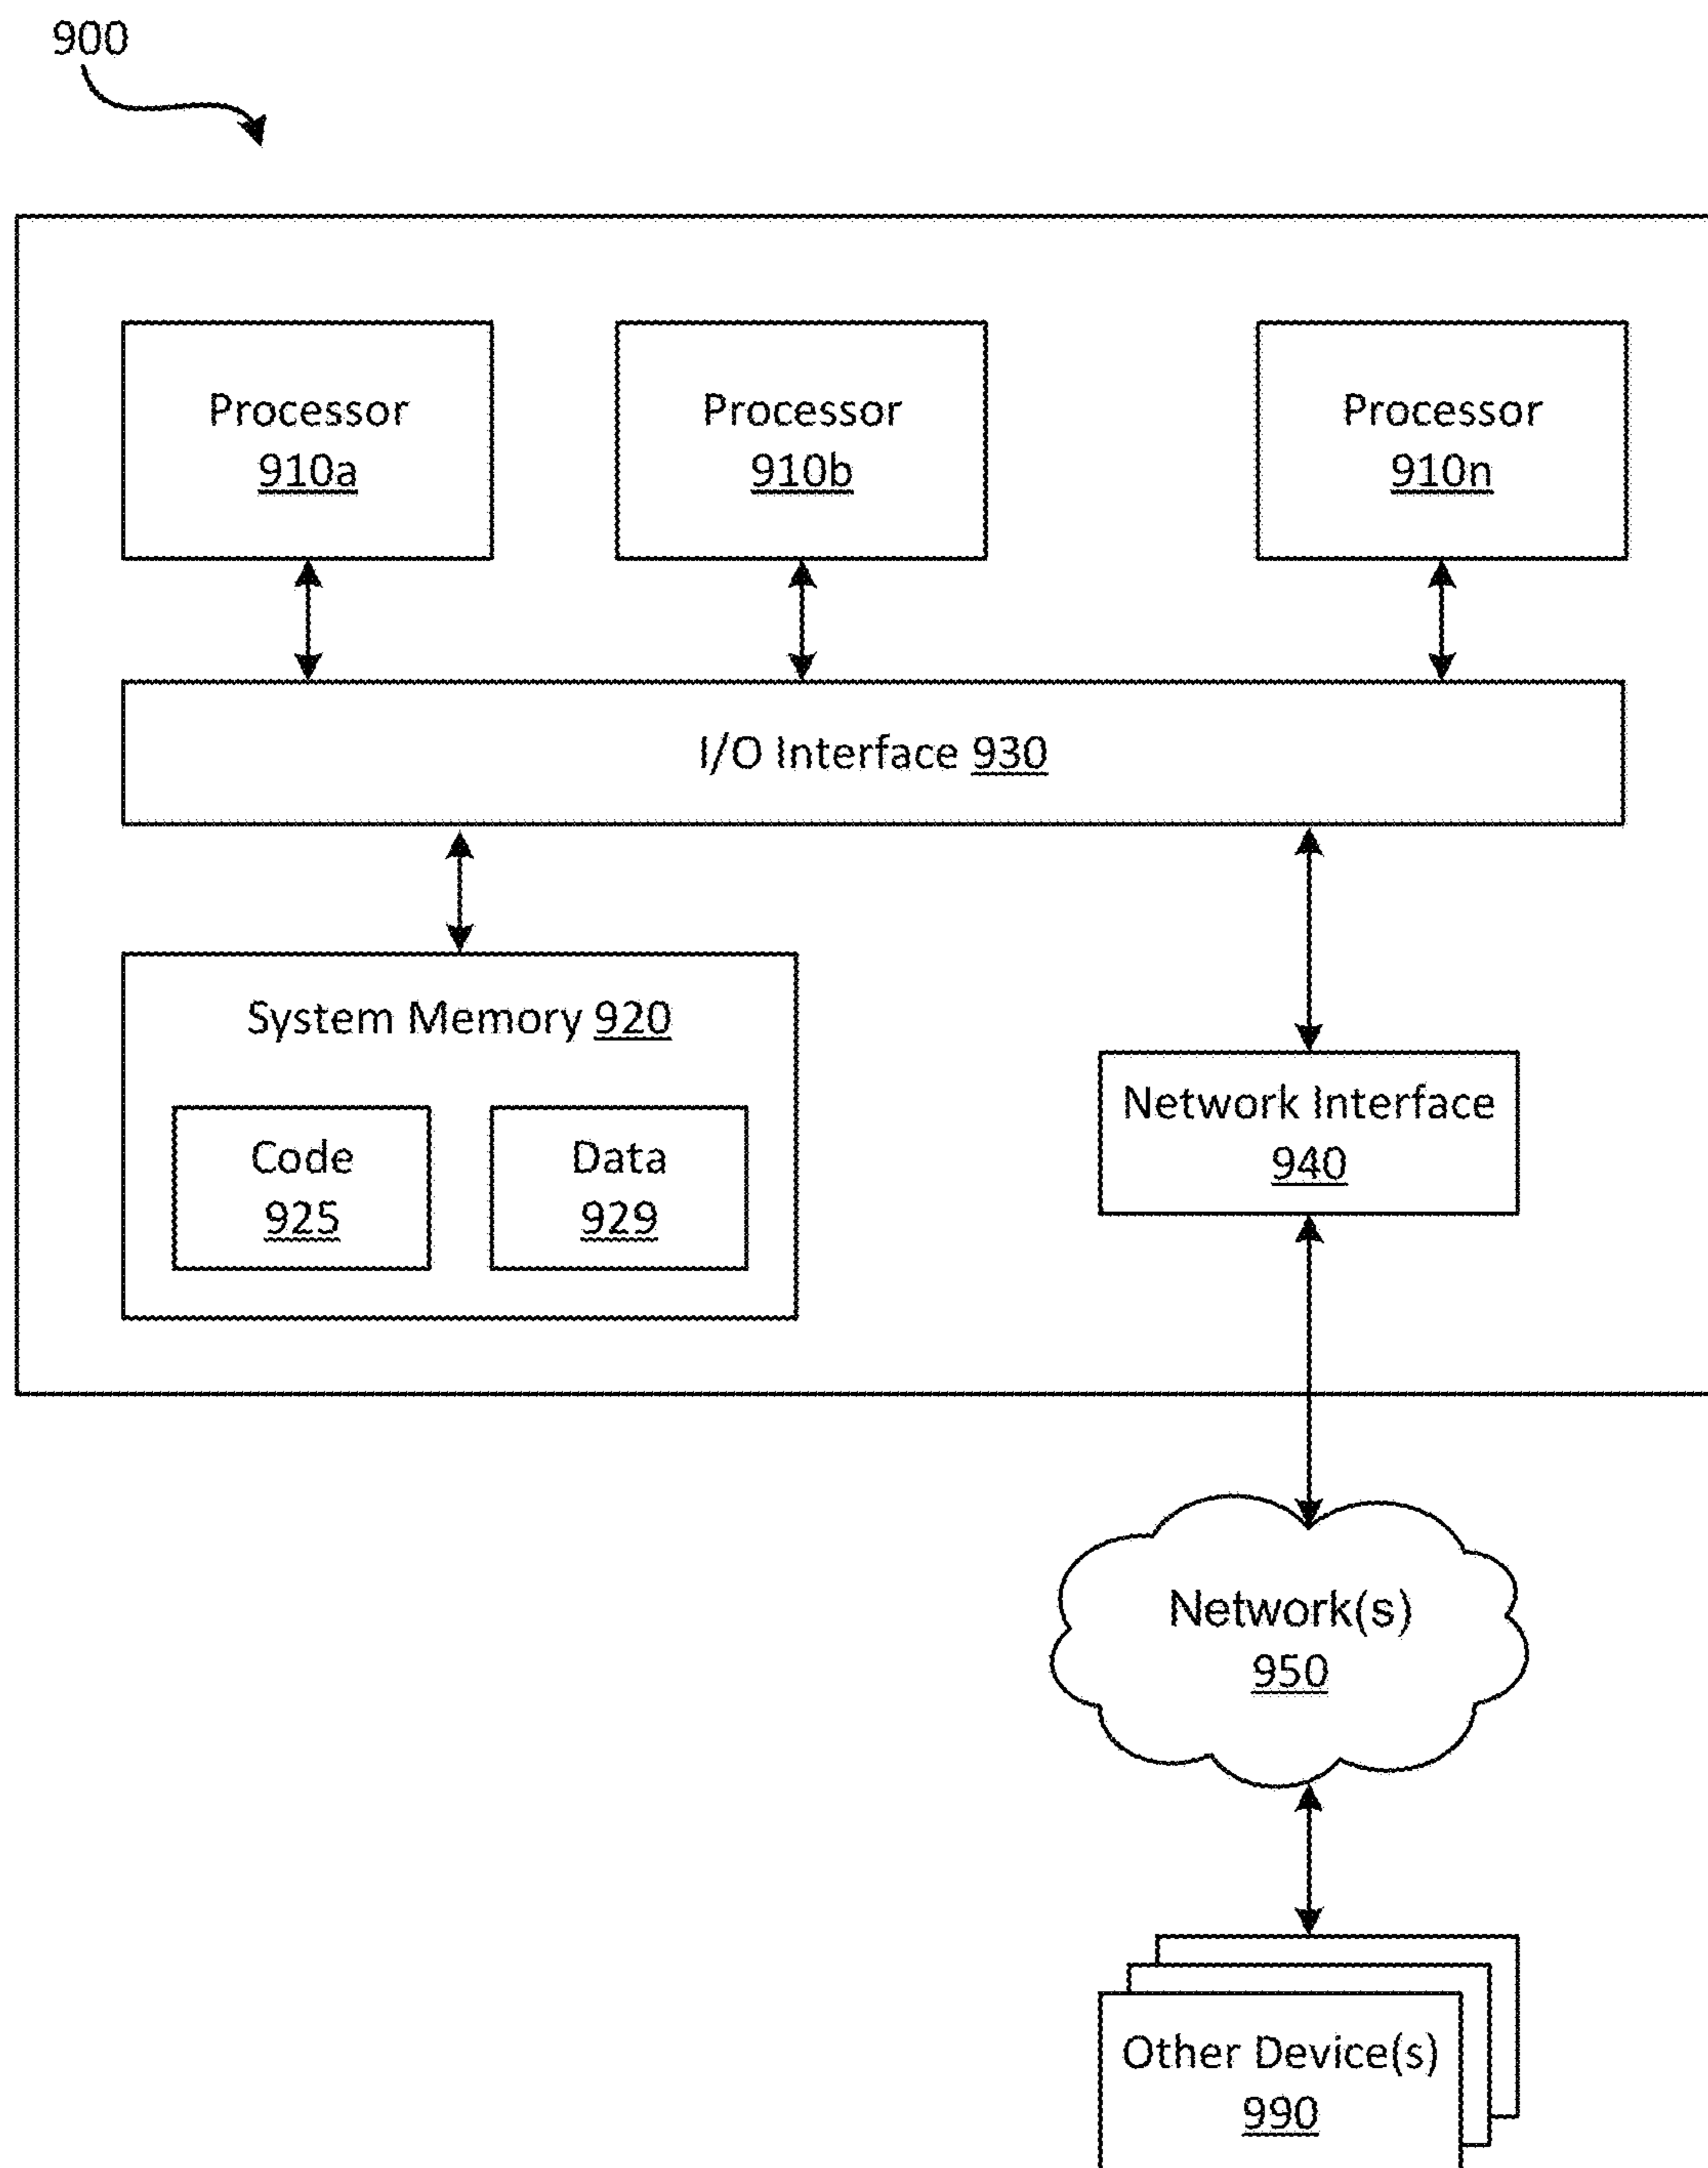 900
Processor
910a
Processor
910b
Processor
910n
I/O Interface 930
System Memory 920
Code
925
Data
929
Network Interface
940
Network(s)
950
Other Device(s)
990